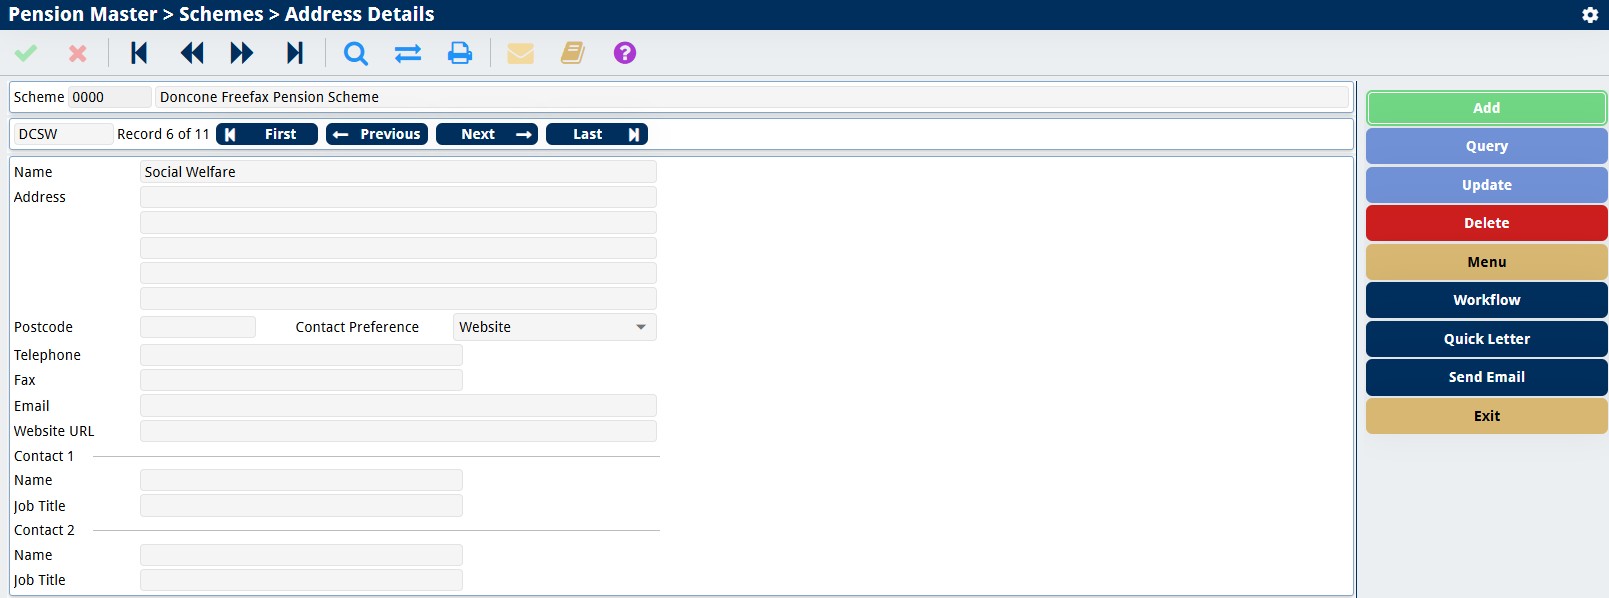 Pension Master > Schemes > Address Details
?
Scheme 0000 Doncone Freefax Pension Scheme
DCSW Record 6 of 11 First Previous Next Last
Name Social Welfare
Address
Postcode Contact Preference Website
Telephone
Fax
Email
Website URL
Contact 1
Name
Job Title
Contact 2
Name
Job Title
Add
Query
Update
Delete
Menu
Workflow
Quick Letter
Send Email
Exit